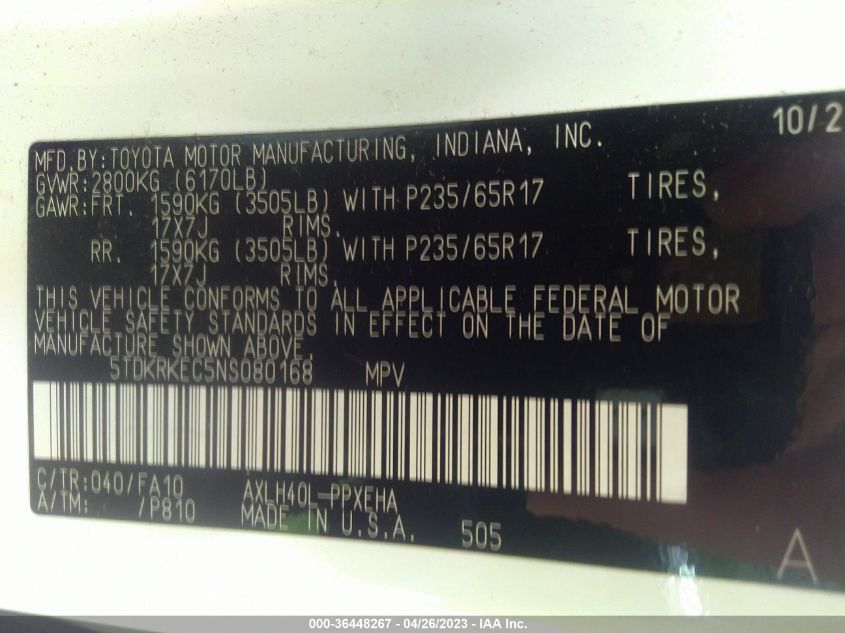 10/2
MFD.BY:TOYOTA MOTOR MANUFACTURING, INDIANA, INC.
GVWR:2800KG (6170LB)
GAWR:FRT. 1590KG (3505LB) WITH P235/65R17 TIRES,
17X7J RIMS.
RR. 1590KG (3505LB) WITH P235/65R17 TIRES,
17X7J RIMS.
THIS VEHICLE CONFORMS TO ALL APPLICABLE FEDERAL MOTOR
VEHICLE SAFETY STANDARDS IN EFFECT ON THE DATE OF
MANUFACTURE SHOWN ABOVE.
5TDKRKEC5NS080168 MPV
C/TR:040/FA10 AXLH40L-PPXEHA
A/TM: /P810 MADE IN U.S.A. 505
A
000-36448267 - 04/26/2023 - IAA Inc.